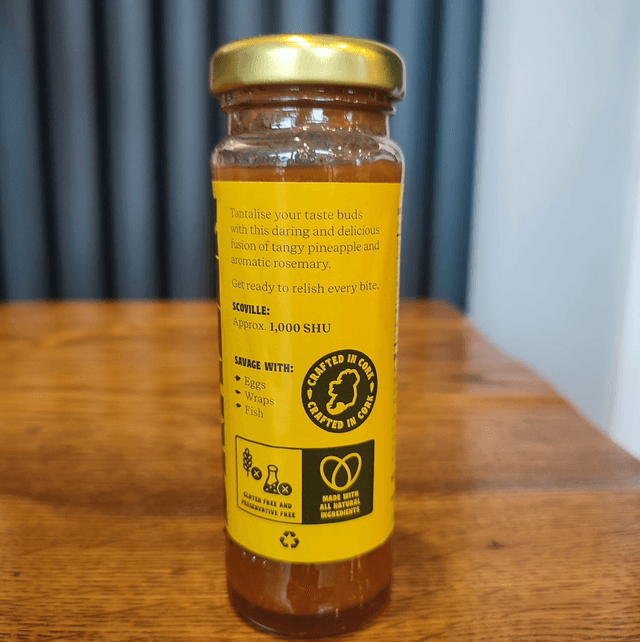 Tantalise your taste buds
with this daring and delicious
fusion of tangy pineapple and
aromatic rosemary.
Get ready to relish every bite.
SCOVILLE:
Approx. 1,000 SHU
SAVAGE WITH:
Eggs
Wraps
Fish
CRAFTED IN CORK
CRAFTED IN CORK
GLUTEN FREE AND
PRESERVATIVE FREE
MADE WITH
ALL NATURAL
INGREDIENTS